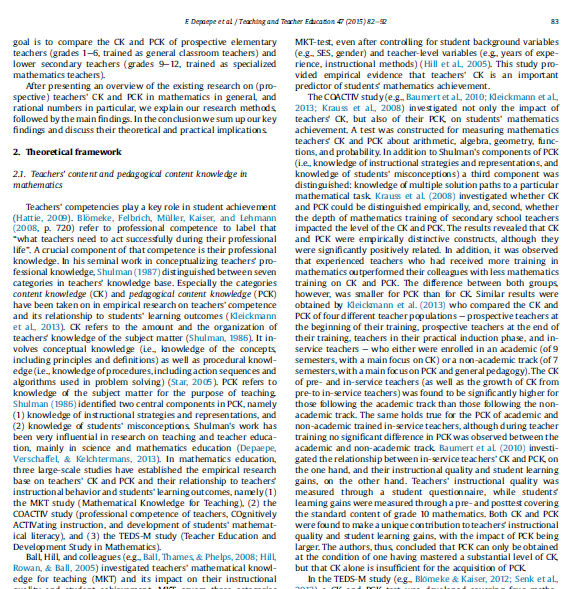 E Depaepe et al. / Teaching and Teacher Education 47 (2015) 82–92
83
goal is to compare the CK and PCK of prospective elementary
teachers (grades 1–6, trained as general classroom teachers) and
lower secondary teachers (grades 9–12, trained as specialized
mathematics teachers).
After presenting an overview of the existing research on (pro-
spective) teachers' CK and PCK in mathematics in general, and
rational numbers in particular, we explain our research methods,
followed by the main findings. In the conclusion we sum up our key
findings and discuss their theoretical and practical implications.
2. Theoretical framework
2.1. Teachers' content and pedagogical content knowledge in
mathematics
Teachers' competencies play a key role in student achievement
(Hattie, 2009). Blömeke, Felbrich, Müller, Kaiser, and Lehmann
(2008, p. 720) refer to professional competence to label that
"what teachers need to act successfully during their professional
life". A crucial component of that competence is their professional
knowledge. In his seminal work in conceptualizing teachers' pro-
fessional knowledge, Shulman (1987) distinguished between seven
categories in teachers' knowledge base. Especially the categories
content knowledge (CK) and pedagogical content knowledge (PCK)
have been taken on in empirical research on teachers' competence
and its relationship to students' learning outcomes (Kleickmann
et al., 2013). CK refers to the amount and the organization of
teachers' knowledge of the subject matter (Shulman, 1986). It in-
volves conceptual knowledge (i.e., knowledge of the concepts,
including principles and definitions) as well as procedural knowl-
edge (i.e., knowledge of procedures, including action sequences and
algorithms used in problem solving) (Star, 2005). PCK refers to
knowledge of the subject matter for the purpose of teaching.
Shulman (1986) identified two central components in PCK, namely
(1) knowledge of instructional strategies and representations, and
(2) knowledge of students' misconceptions. Shulman's work has
been very influential in research on teaching and teacher educa-
tion, mainly in science and mathematics education (Depaepe,
Verschaffel, & Kelchtermans, 2013). In mathematics education,
three large-scale studies have established the empirical research
base on teachers' CK and PCK and their relationship to teachers'
instructional behavior and students' learning outcomes, namely (1)
the MKT study (Mathematical Knowledge for Teaching), (2) the
COACTIV study (professional competence of teachers, COgnitively
ACTIVating instruction, and development of students' mathemat-
ical literacy), and (3) the TEDS-M study (Teacher Education and
Development Study in Mathematics).
Ball, Hill, and colleagues (e.g., Ball, Thames, & Phelps, 2008; Hill,
Rowan, & Ball, 2005) investigated teachers' mathematical knowl-
edge for teaching (MKT) and its impact on their instructional
MKT-test, even after controlling for student background variables
(e.g., SES, gender) and teacher-level variables (e.g., years of expe-
rience, instructional methods) (Hill et al., 2005). This study pro-
vided empirical evidence that teachers' CK is an important
predictor of students' mathematics achievement.
The COACTIV study (e.g., Baumert et al., 2010; Kleickmann et al.,
2013; Krauss et al., 2008) investigated not only the impact of
teachers' CK, but also of their PCK, on students' mathematics
achievement. A test was constructed for measuring mathematics
teachers' CK and PCK about arithmetic, algebra, geometry, func-
tions, and probability. In addition to Shulman's components of PCK
(i.e., knowledge of instructional strategies and representations, and
knowledge of students' misconceptions) a third component was
distinguished: knowledge of multiple solution paths to a particular
mathematical task. Krauss et al. (2008) investigated whether CK
and PCK could be distinguished empirically, and, second, whether
the depth of mathematics training of secondary school teachers
impacted the level of the CK and PCK. The results revealed that CK
and PCK were empirically distinctive constructs, although they
were significantly positively related. In addition, it was observed
that experienced teachers who had received more training in
mathematics outperformed their colleagues with less mathematics
training on CK and PCK. The difference between both groups,
however, was smaller for PCK than for CK. Similar results were
obtained by Kleickmann et al. (2013) who compared the CK and
PCK of four different teacher populations – prospective teachers at
the beginning of their training, prospective teachers at the end of
their training, teachers in their practical induction phase, and in-
service teachers – who either were enrolled in an academic (of 9
semesters, with a main focus on CK) or a non-academic track (of 7
semesters, with a main focus on PCK and general pedagogy). The CK
of pre- and in-service teachers (as well as the growth of CK from
pre-to in-service teachers) was found to be significantly higher for
those following the academic track than those following the non-
academic track. The same holds true for the PCK of academic and
non-academic trained in-service teachers, although during teacher
training no significant difference in PCK was observed between the
academic and non-academic track. Baumert et al. (2010) investi-
gated the relationship between in-service teachers' CK and PCK, on
the one hand, and their instructional quality and student learning
gains, on the other hand. Teachers' instructional quality was
measured through a student questionnaire, while students'
learning gains were measured through a pre- and posttest covering
the standard content of grade 10 mathematics. Both CK and PCK
were found to make a unique contribution to teachers' instructional
quality and student learning gains, with the impact of PCK being
larger. The authors, thus, concluded that PCK can only be obtained
at the condition of one having mastered a substantial level of CK,
but that CK alone is insufficient for the acquisition of PCK.
In the TEDS-M study (e.g., Blömeke & Kaiser, 2012; Senk et al.,